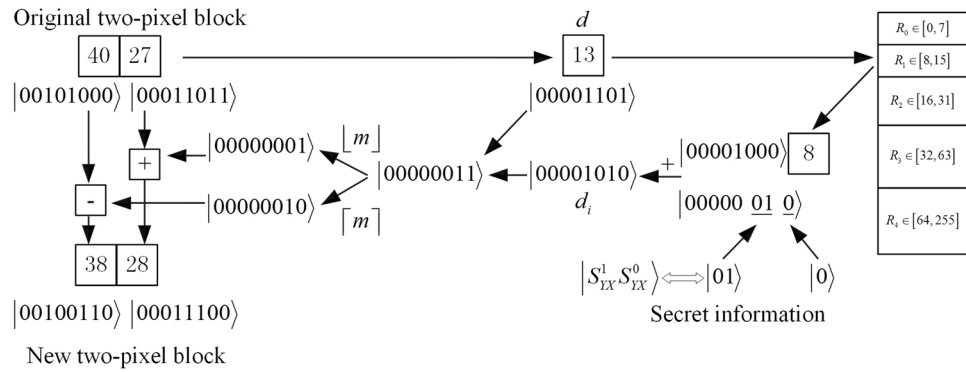 Original two-pixel block
d
40 27
13
R₀∈[0,7]
R₁∈[8,15]
R₂∈[16,31]
R₃∈[32,63]
R₄∈[64,255]
|00101000⟩ |00011011⟩
|00001101⟩
+
|00000001⟩
⌊m⌋
|00000011⟩
|00001010⟩
dᵢ
+
|00001000⟩ 8
-
|00000010⟩
⌈m⌉
|00000 01 0⟩
38 28
|S¹_YX S⁰_YX⟩ ⇔ |01⟩
|0⟩
Secret information
|00100110⟩ |00011100⟩
New two-pixel block